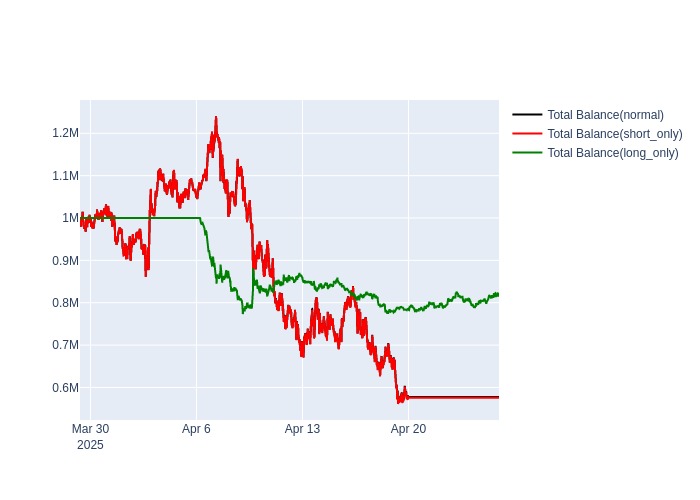 Total Balance(normal)
Total Balance(short_only)
Total Balance(long_only)
1.2M
1.1M
1M
0.9M
0.8M
0.7M
0.6M
Mar 30
2025
Apr 6
Apr 13
Apr 20